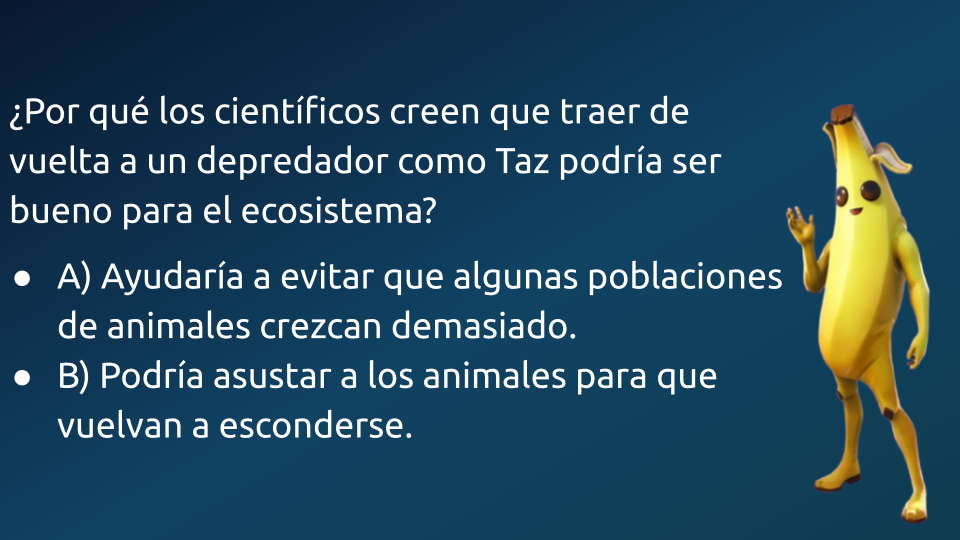 ¿Por qué los científicos creen que traer de
vuelta a un depredador como Taz podría ser
bueno para el ecosistema?
● A) Ayudaría a evitar que algunas poblaciones
de animales crezcan demasiado.
● B) Podría asustar a los animales para que
vuelvan a esconderse.